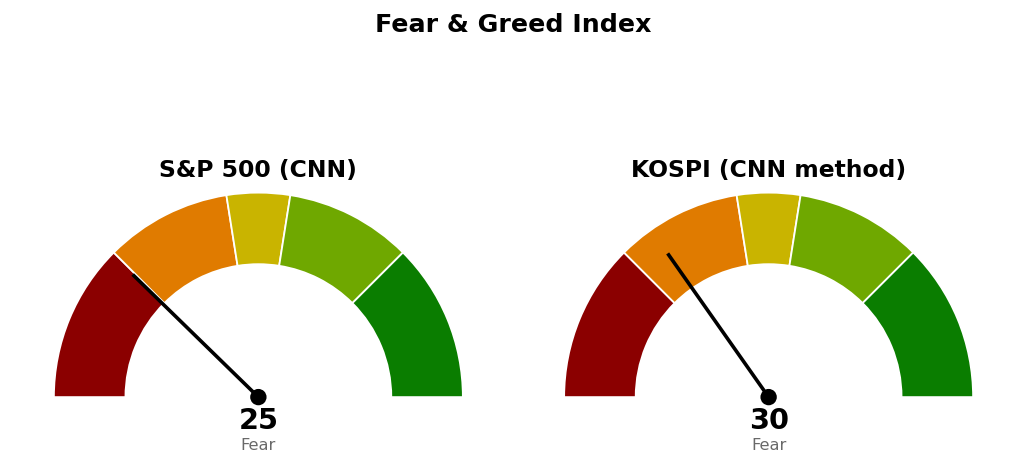 Fear & Greed Index
S&P 500 (CNN)
KOSPI (CNN method)
25
Fear
30
Fear